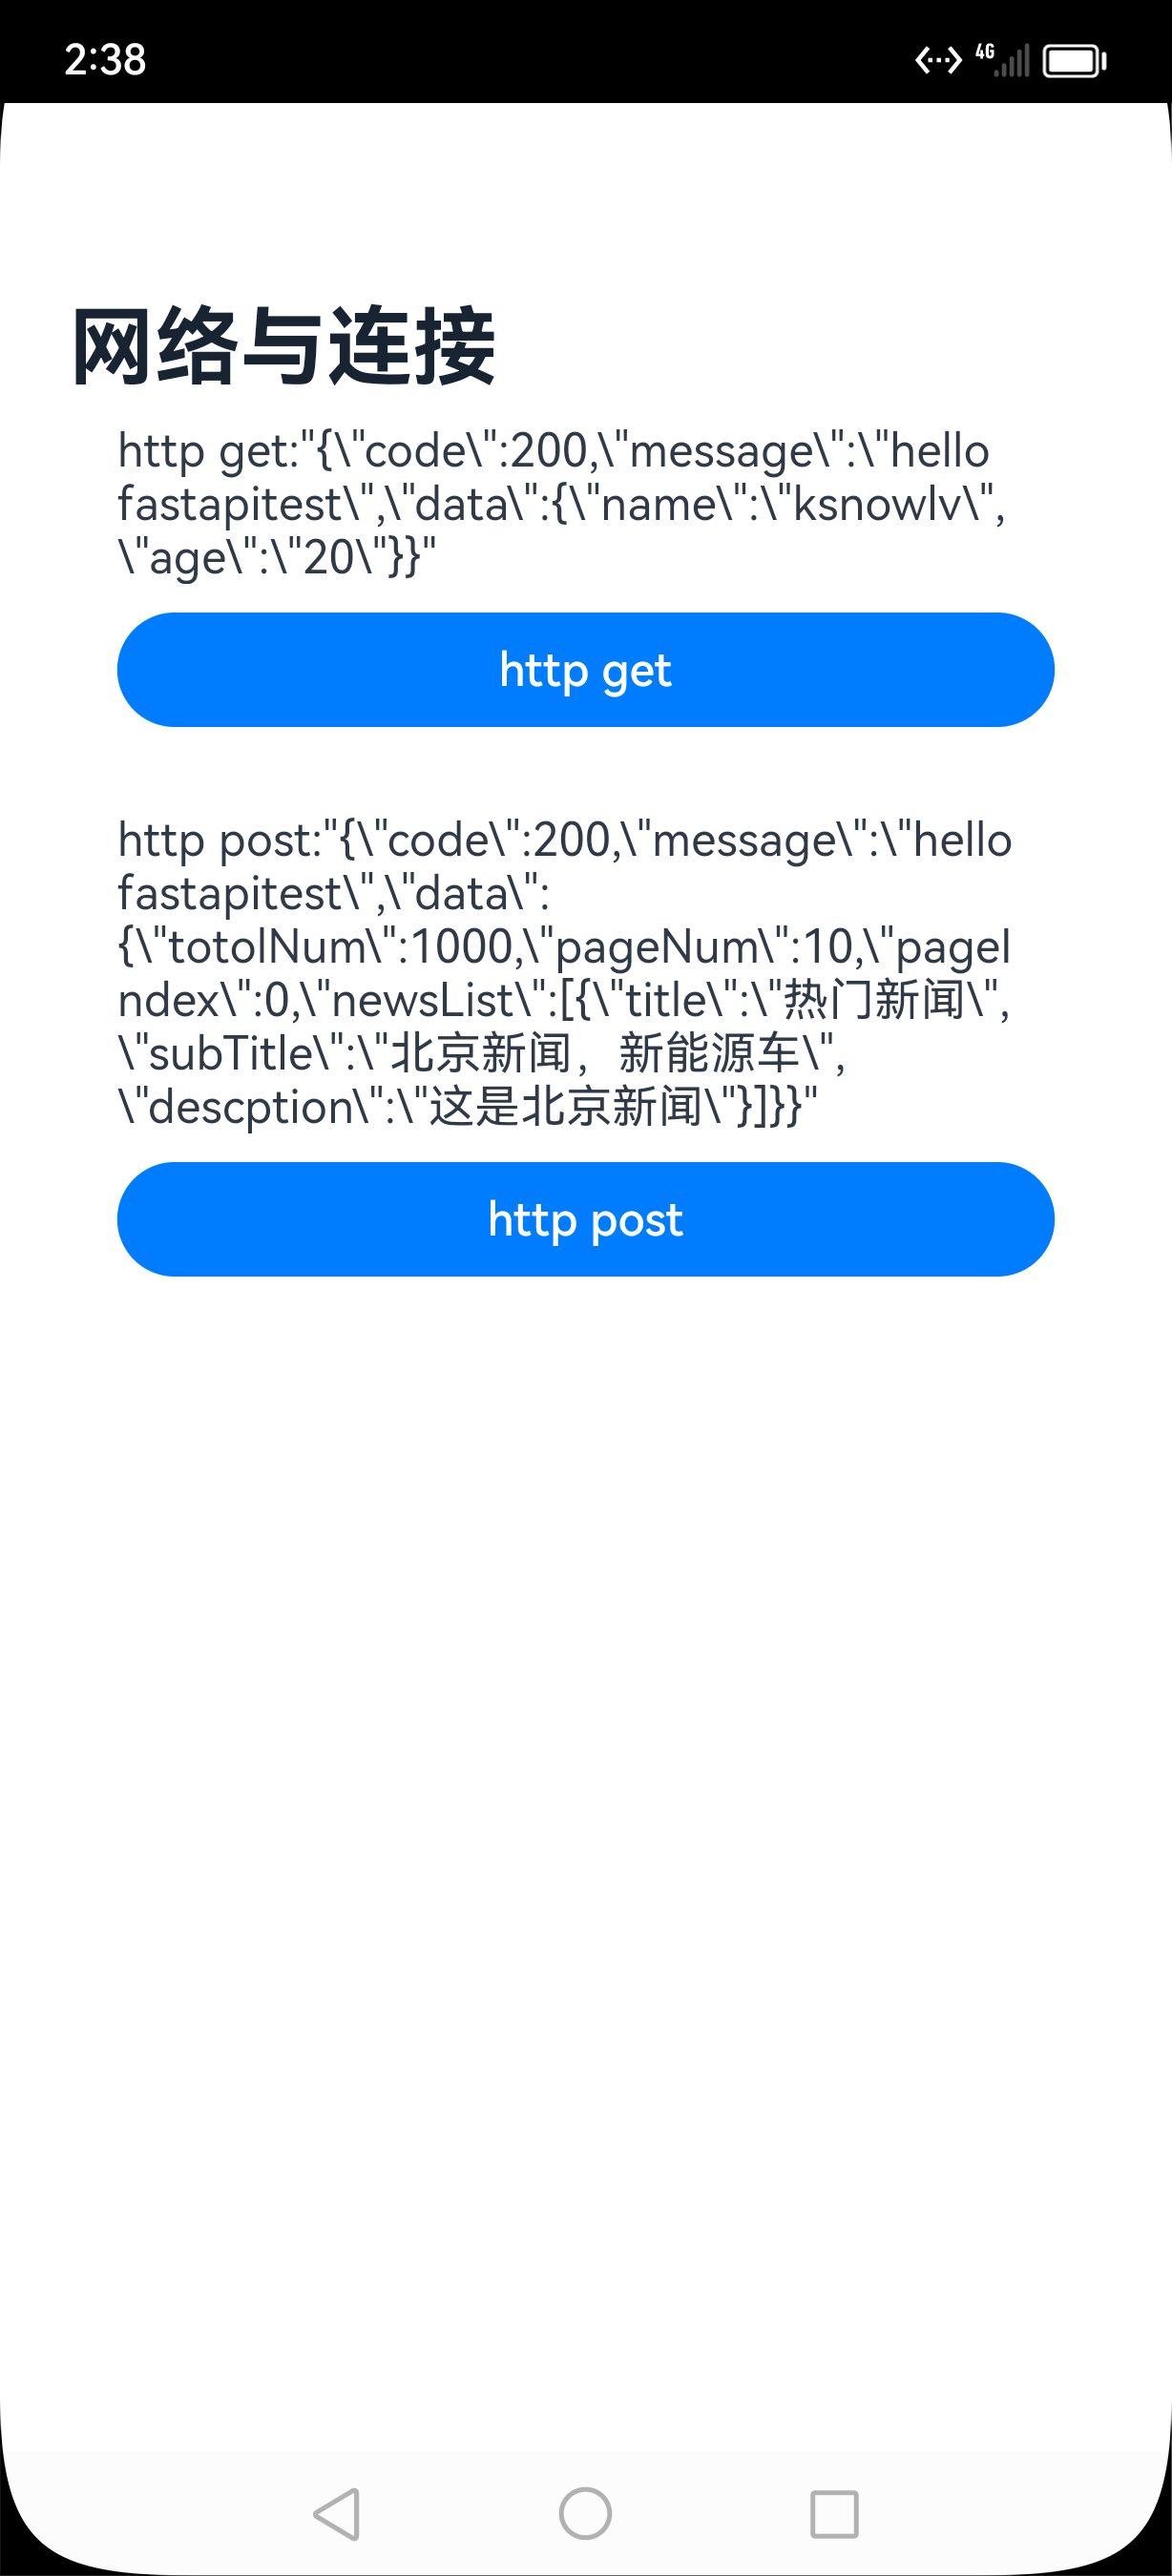 2:38
4G
网络与连接
http get:"{\"code\":200,\"message\":\"hello
fastapitest\",\"data\":{\"name\":\"ksnowlv\",
\"age\":\"20\"}}"
http get
http post:"{\"code\":200,\"message\":\"hello
fastapitest\",\"data\":
{\"totolNum\":1000,\"pageNum\":10,\"pageI
ndex\":0,\"newsList\":[{\"title\":\"热门新闻\",
\"subTitle\":\"北京新闻，新能源车\",
\"descption\":\"这是北京新闻\"}]}}"
http post